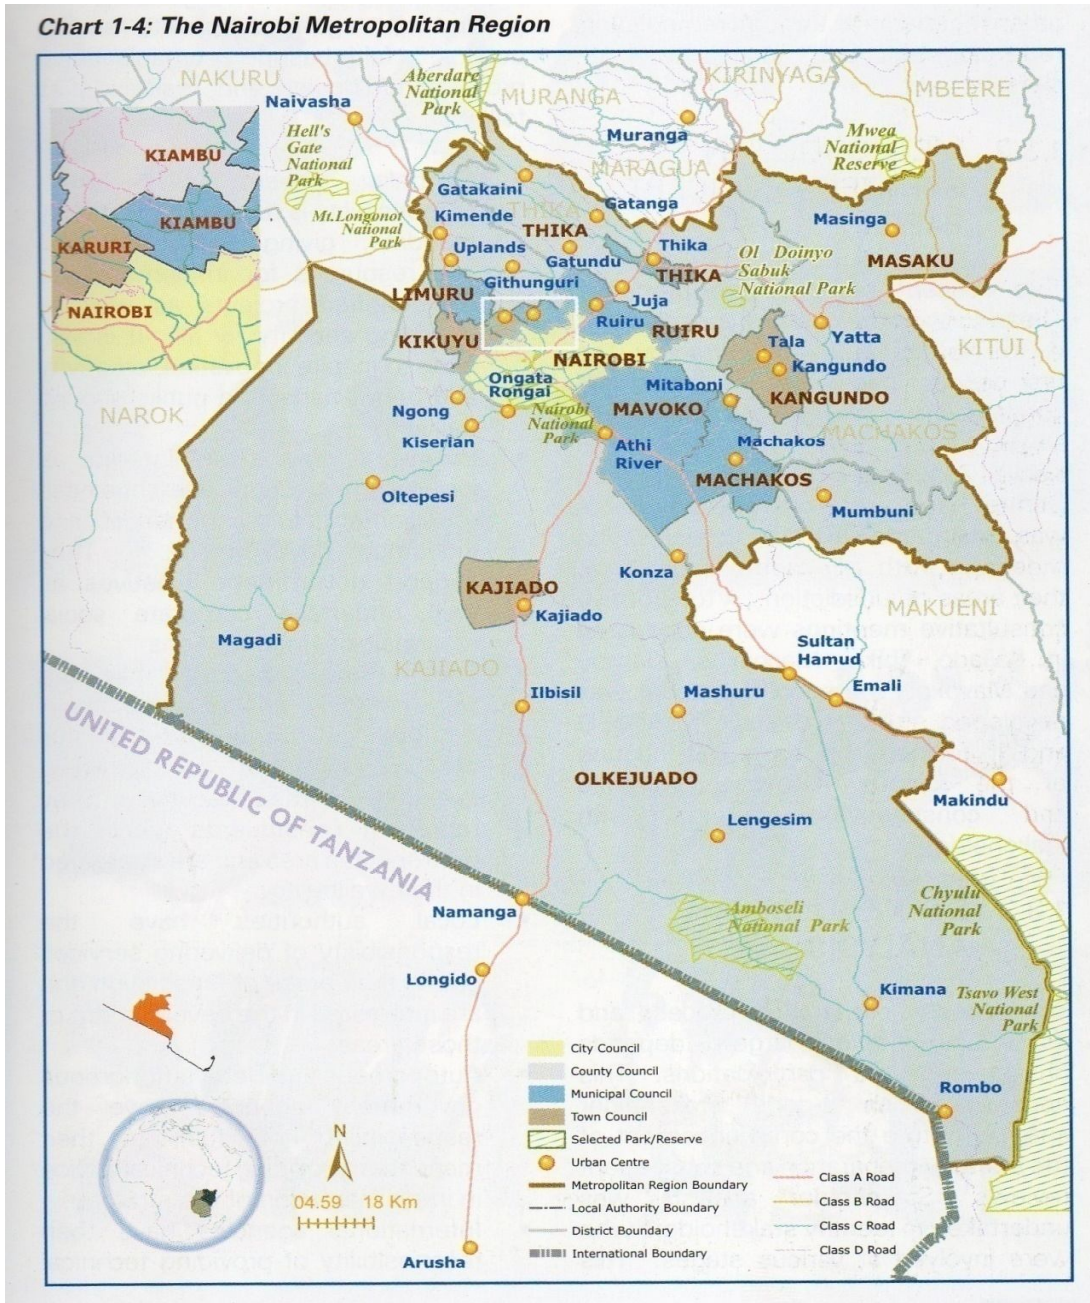 Chart 1-4: The Nairobi Metropolitan Region
NAKURU
Aberdare
National
Park
MURANGA
KIRINYAGA
MBEERE
Naivasha
Hell's
Gate
National
Park
Muranga
Mwea
National
Reserve
MARAGUA
KIAMBU
KIAMBU
KARURI
NAIROBI
Mt.Longonot
National
Park
Gatakaini
THIKA
Gatanga
Kimende
THIKA
Masinga
Uplands
Gatundu
Thika
Ol Doinyo
Sabuk
National Park
MASAKU
Githunguri
THIKA
LIMURU
Juja
Ruiru
RUIRU
KIKUYU
NAIROBI
Tala
Yatta
KITUI
Kangundo
Ongata
Rongai
Mitaboni
KANGUNDO
NAROK
Ngong
Nairobi
National
Park
MAVOKO
MACHAKOS
Kiserian
Athi
River
Machakos
MACHAKOS
Oltepesi
Mumbuni
Konza
KAJIADO
Kajiado
MAKUENI
Magadi
Sultan
Hamud
KAJIADO
Emali
Ilbisil
Mashuru
UNITED REPUBLIC OF TANZANIA
OLKEJUADO
Makindu
Lengesim
Chyulu
National
Park
Namanga
Amboseli
National Park
Longido
Kimana
Tsavo West
National
Park
Rombo
City Council
County Council
Municipal Council
Town Council
Selected Park/Reserve
Urban Centre
Metropolitan Region Boundary
Local Authority Boundary
District Boundary
International Boundary
Class A Road
Class B Road
Class C Road
Class D Road
N
04.59 18 Km
Arusha